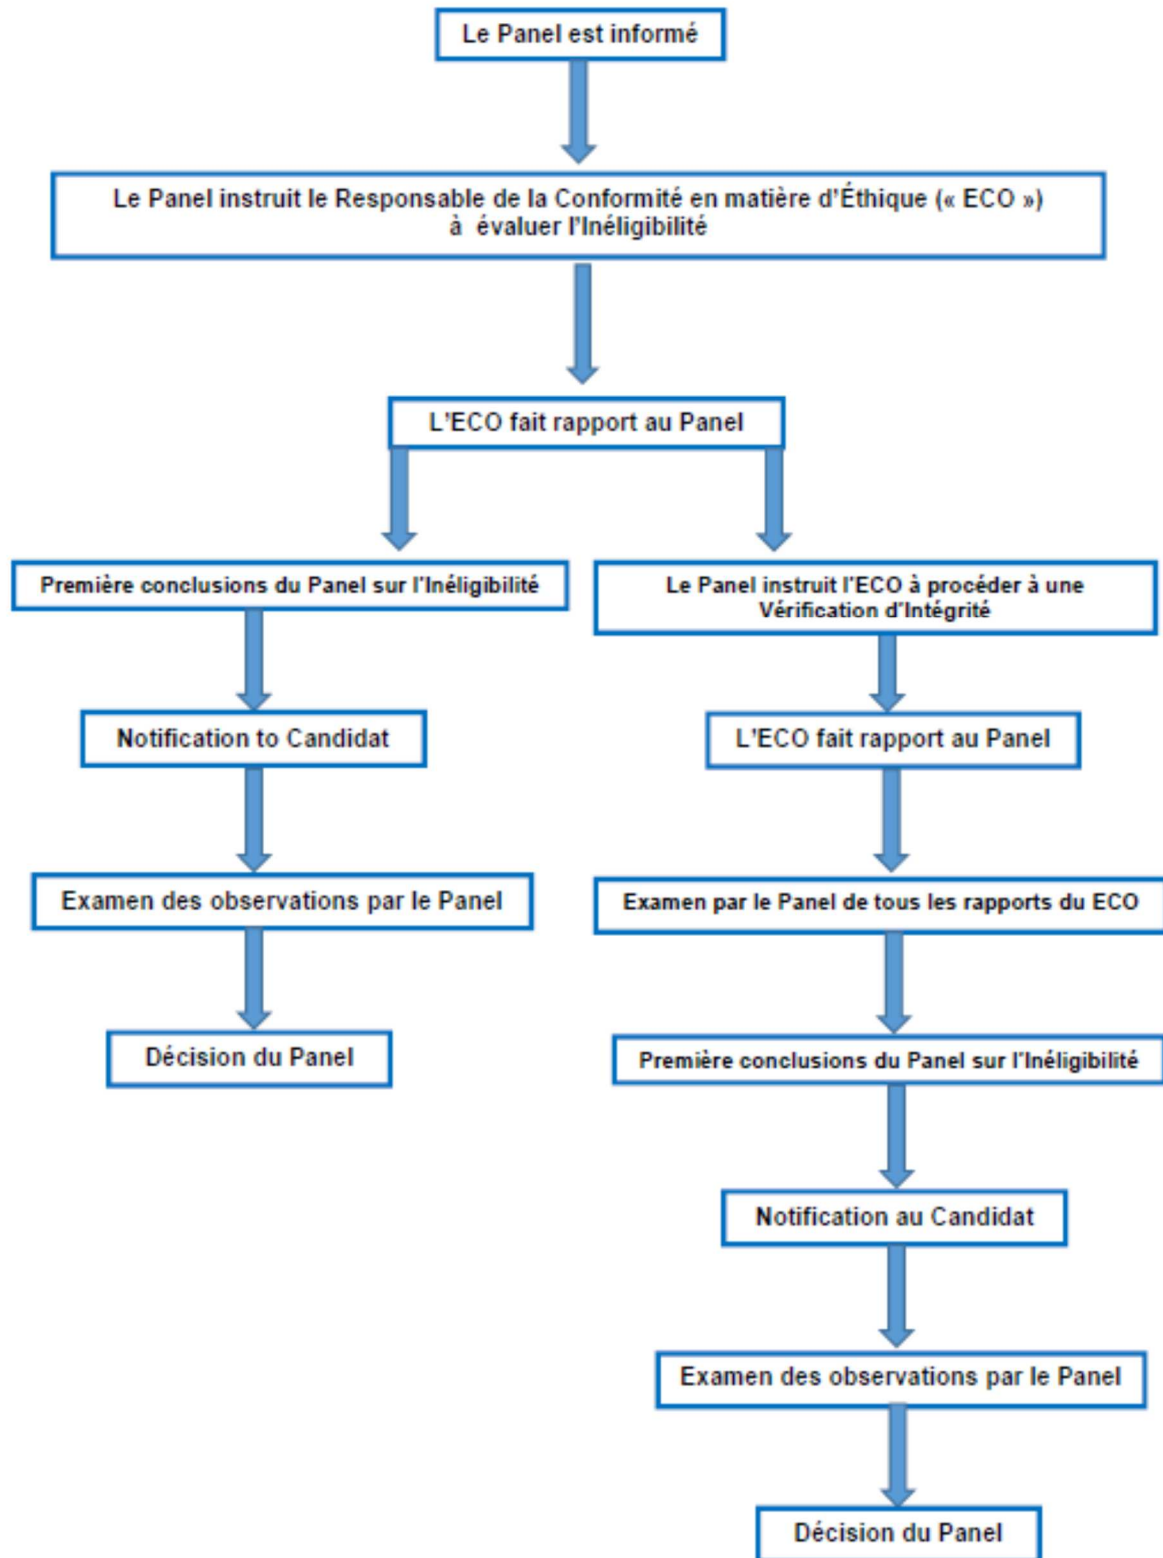 Le Panel est informé
Le Panel instruit le Responsable de la Conformité en matière d'Éthique (« ECO »)
à évaluer l'Inéligibilité
L'ECO fait rapport au Panel
Première conclusions du Panel sur l'Inéligibilité
Notification to Candidat
Examen des observations par le Panel
Décision du Panel
Le Panel instruit l'ECO à procéder à une
Vérification d'Intégrité
L'ECO fait rapport au Panel
Examen par le Panel de tous les rapports du ECO
Première conclusions du Panel sur l'Inéligibilité
Notification au Candidat
Examen des observations par le Panel
Décision du Panel